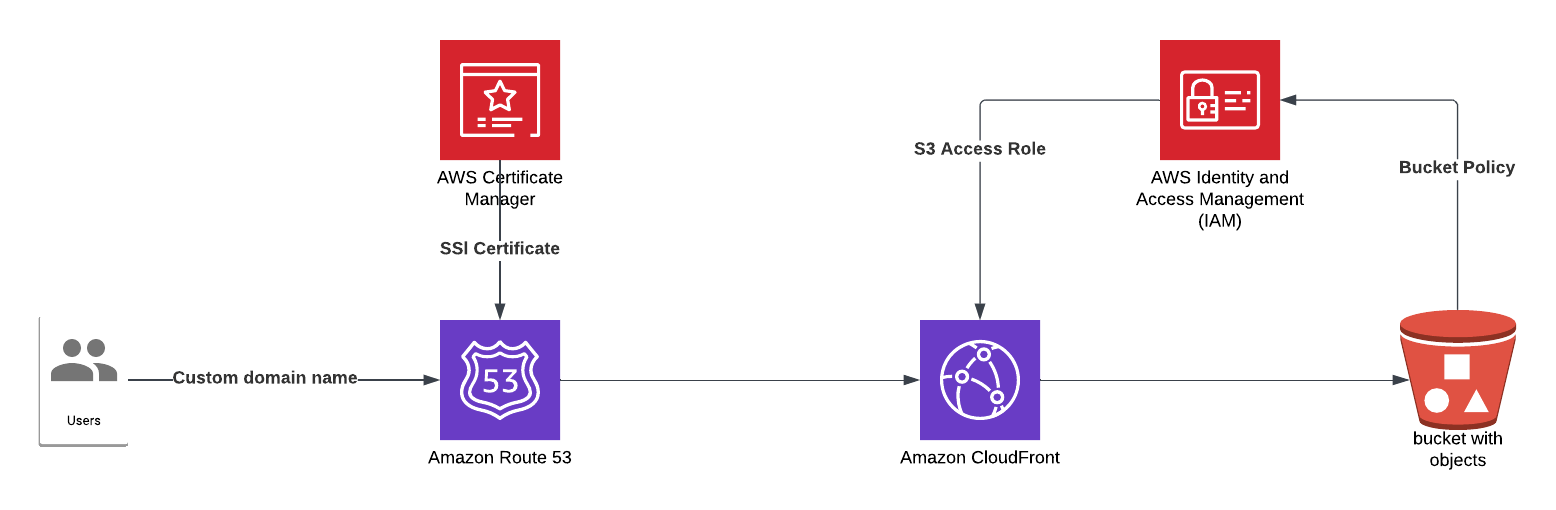 AWS Certificate
Manager
AWS Identity and
Access Management
(IAM)
S3 Access Role
Bucket Policy
SSl Certificate
Custom domain name
Users
53
Amazon Route 53
Amazon CloudFront
bucket with
objects